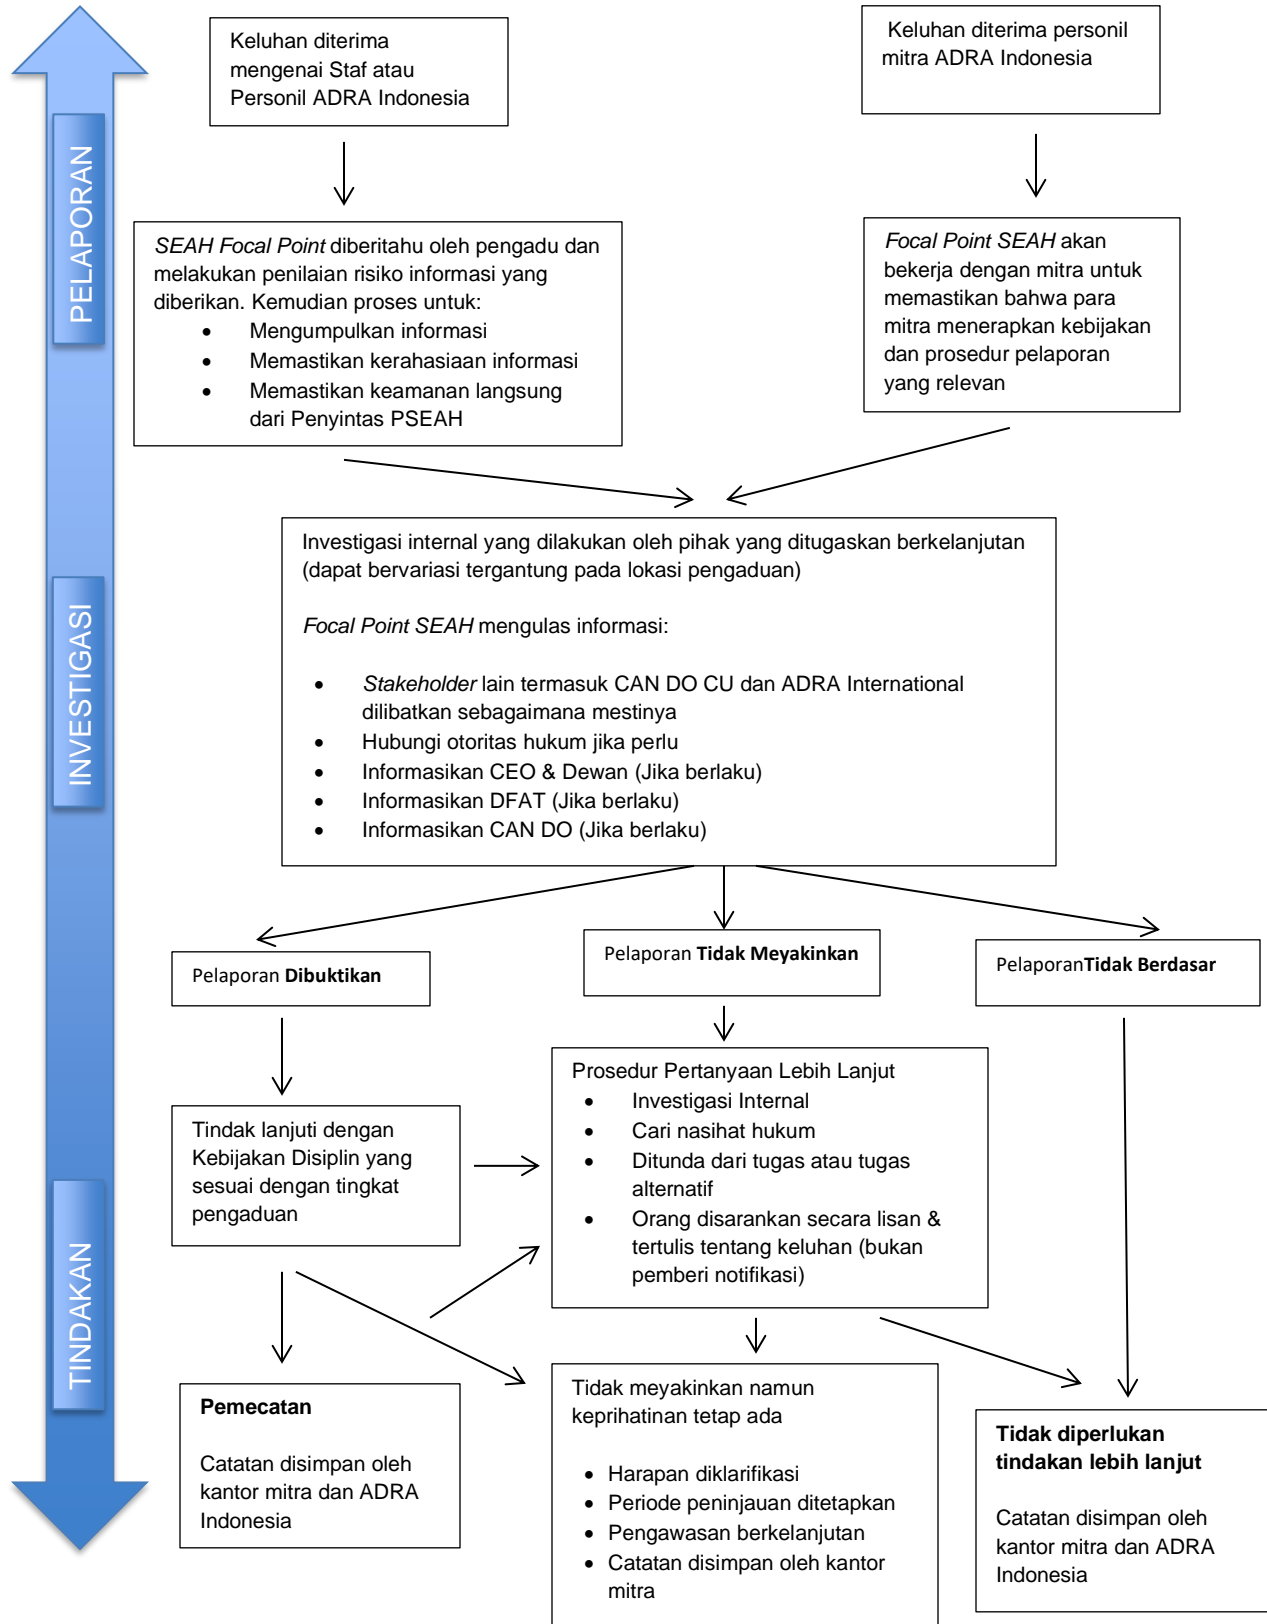 PELAPORAN
Keluhan diterima
mengenai Staf atau
Personil ADRA Indonesia
Keluhan diterima personil
mitra ADRA Indonesia
SEAH Focal Point diberitahu oleh pengadu dan
melakukan penilaian risiko informasi yang
diberikan. Kemudian proses untuk:
• Mengumpulkan informasi
• Memastikan kerahasiaan informasi
• Memastikan keamanan langsung
dari Penyintas PSEAH
Focal Point SEAH akan
bekerja dengan mitra untuk
memastikan bahwa para
mitra menerapkan kebijakan
dan prosedur pelaporan
yang relevan
INVESTIGASI
Investigasi internal yang dilakukan oleh pihak yang ditugaskan berkelanjutan
(dapat bervariasi tergantung pada lokasi pengaduan)
Focal Point SEAH mengulas informasi:
• Stakeholder lain termasuk CAN DO CU dan ADRA International
dilibatkan sebagaimana mestinya
• Hubungi otoritas hukum jika perlu
• Informasikan CEO & Dewan (Jika berlaku)
• Informasikan DFAT (Jika berlaku)
• Informasikan CAN DO (Jika berlaku)
Pelaporan Dibuktikan
Pelaporan Tidak Meyakinkan
PelaporanTidak Berdasar
TINDAKAN
Tindak lanjuti dengan
Kebijakan Disiplin yang
sesuai dengan tingkat
pengaduan
Prosedur Pertanyaan Lebih Lanjut
• Investigasi Internal
• Cari nasihat hukum
• Ditunda dari tugas atau tugas
alternatif
• Orang disarankan secara lisan &
tertulis tentang keluhan (bukan
pemberi notifikasi)
Pemecatan
Catatan disimpan oleh
kantor mitra dan ADRA
Indonesia
Tidak meyakinkan namun
keprihatinan tetap ada
• Harapan diklarifikasi
• Periode peninjauan ditetapkan
• Pengawasan berkelanjutan
• Catatan disimpan oleh kantor
mitra
Tidak diperlukan
tindakan lebih lanjut
Catatan disimpan oleh
kantor mitra dan ADRA
Indonesia